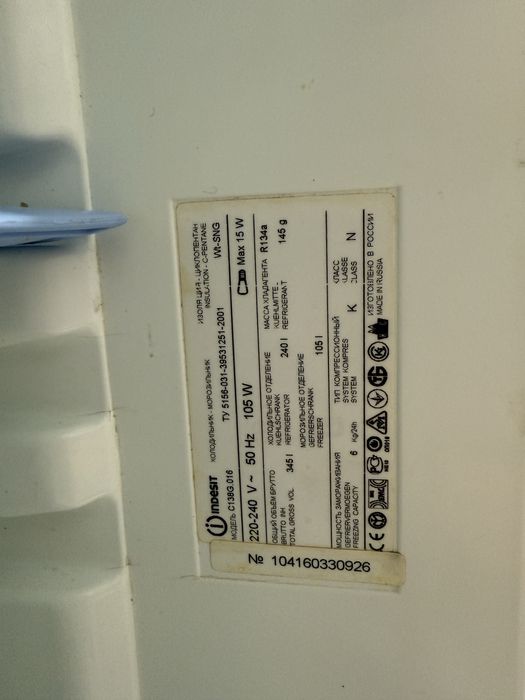 INDESIT
ХОЛОДИЛЬНИК - МОРОЗИЛЬНИК
ИЗОЛЯЦИЯ - ЦИКЛОПЕНТАН
INSULATION - C-PENTANE
МОДЕЛЬ C138G.016
ТУ 5156-031-39531251-2001
Wt-SNG
220-240 V ~ 50 Hz 105 W
Max 15 W
ОБЩИЙ ОБЪЕМ БРУТТО
BRUTTO INH
TOTAL GROSS VOL
345 l
ХОЛОДИЛЬНОЕ ОТДЕЛЕНИЕ
KUEHLSCHRANK
REFRIGERATOR
240 l
МОРОЗИЛЬНОЕ ОТДЕЛЕНИЕ
GEFRIERSCHRANK
FREEZER
105 l
МАССА ХЛАДАГЕНТА R134a
KUEHLMITTE
REFRIGERANT
145 g
МОЩНОСТЬ ЗАМОРАЖИВАНИЯ
GEFRIERVERMOEGEN
FREEZING CAPACITY
6 Kg/24h
ТИП КОМПРЕССИОННЫЙ
SYSTEM KOMPRES
SYSTEM
K
КЛАСС
KLASSE
CLASS
N
CE
ИЗГОТОВЛЕНО В РОССИИ
MADE IN RUSSIA
№ 104160330926